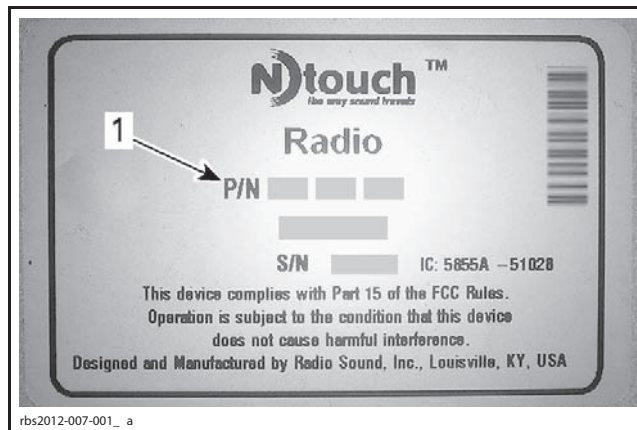 NDtouch ™
the way sound travels
Radio
1
P/N
S/N IC: 5855A -51028
This device complies with Part 15 of the FCC Rules.
Operation is subject to the condition that this device
does not cause harmful interference.
Designed and Manufactured by Radio Sound, Inc., Louisville, KY, USA
rbs2012-007-001_ a